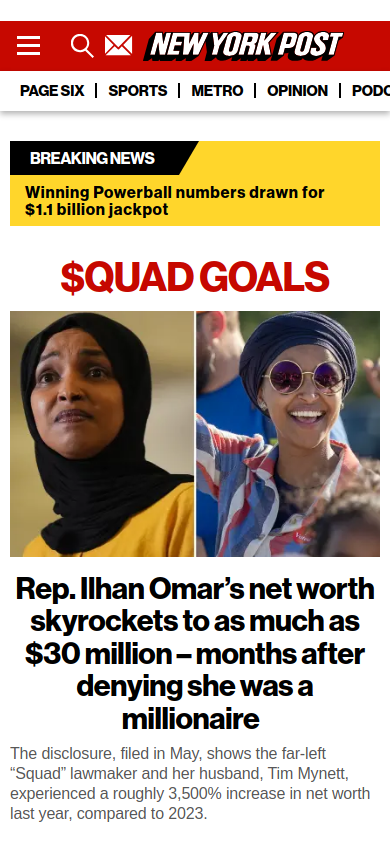 NEW YORK POST
PAGE SIX | SPORTS | METRO | OPINION | PODC
BREAKING NEWS
Winning Powerball numbers drawn for
$1.1 billion jackpot
$QUAD GOALS
Rep. Ilhan Omar’s net worth
skyrockets to as much as
$30 million – months after
denying she was a
millionaire
The disclosure, filed in May, shows the far-left
“Squad” lawmaker and her husband, Tim Mynett,
experienced a roughly 3,500% increase in net worth
last year, compared to 2023.